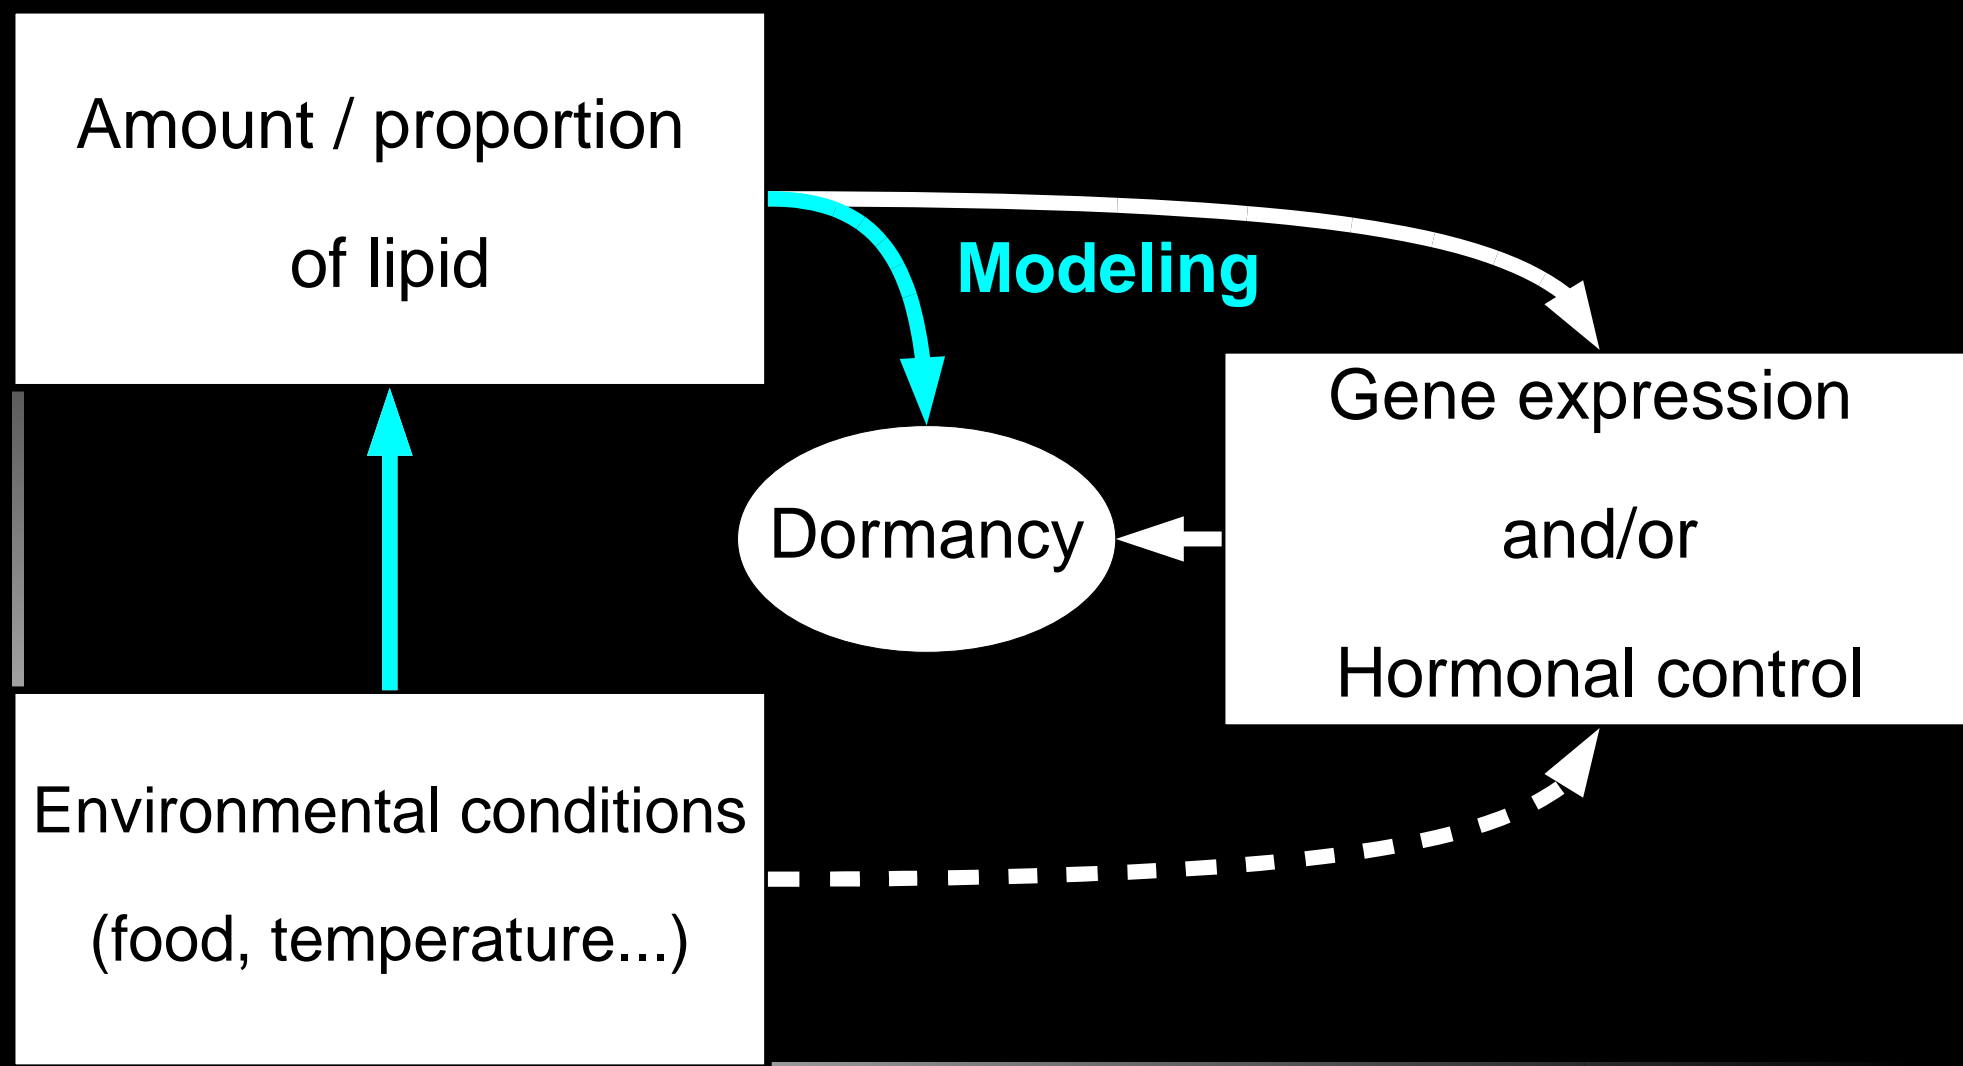 Amount / proportion
of lipid
Modeling
Gene expression
and/or
Hormonal control
Dormancy
Environmental conditions
(food, temperature...)